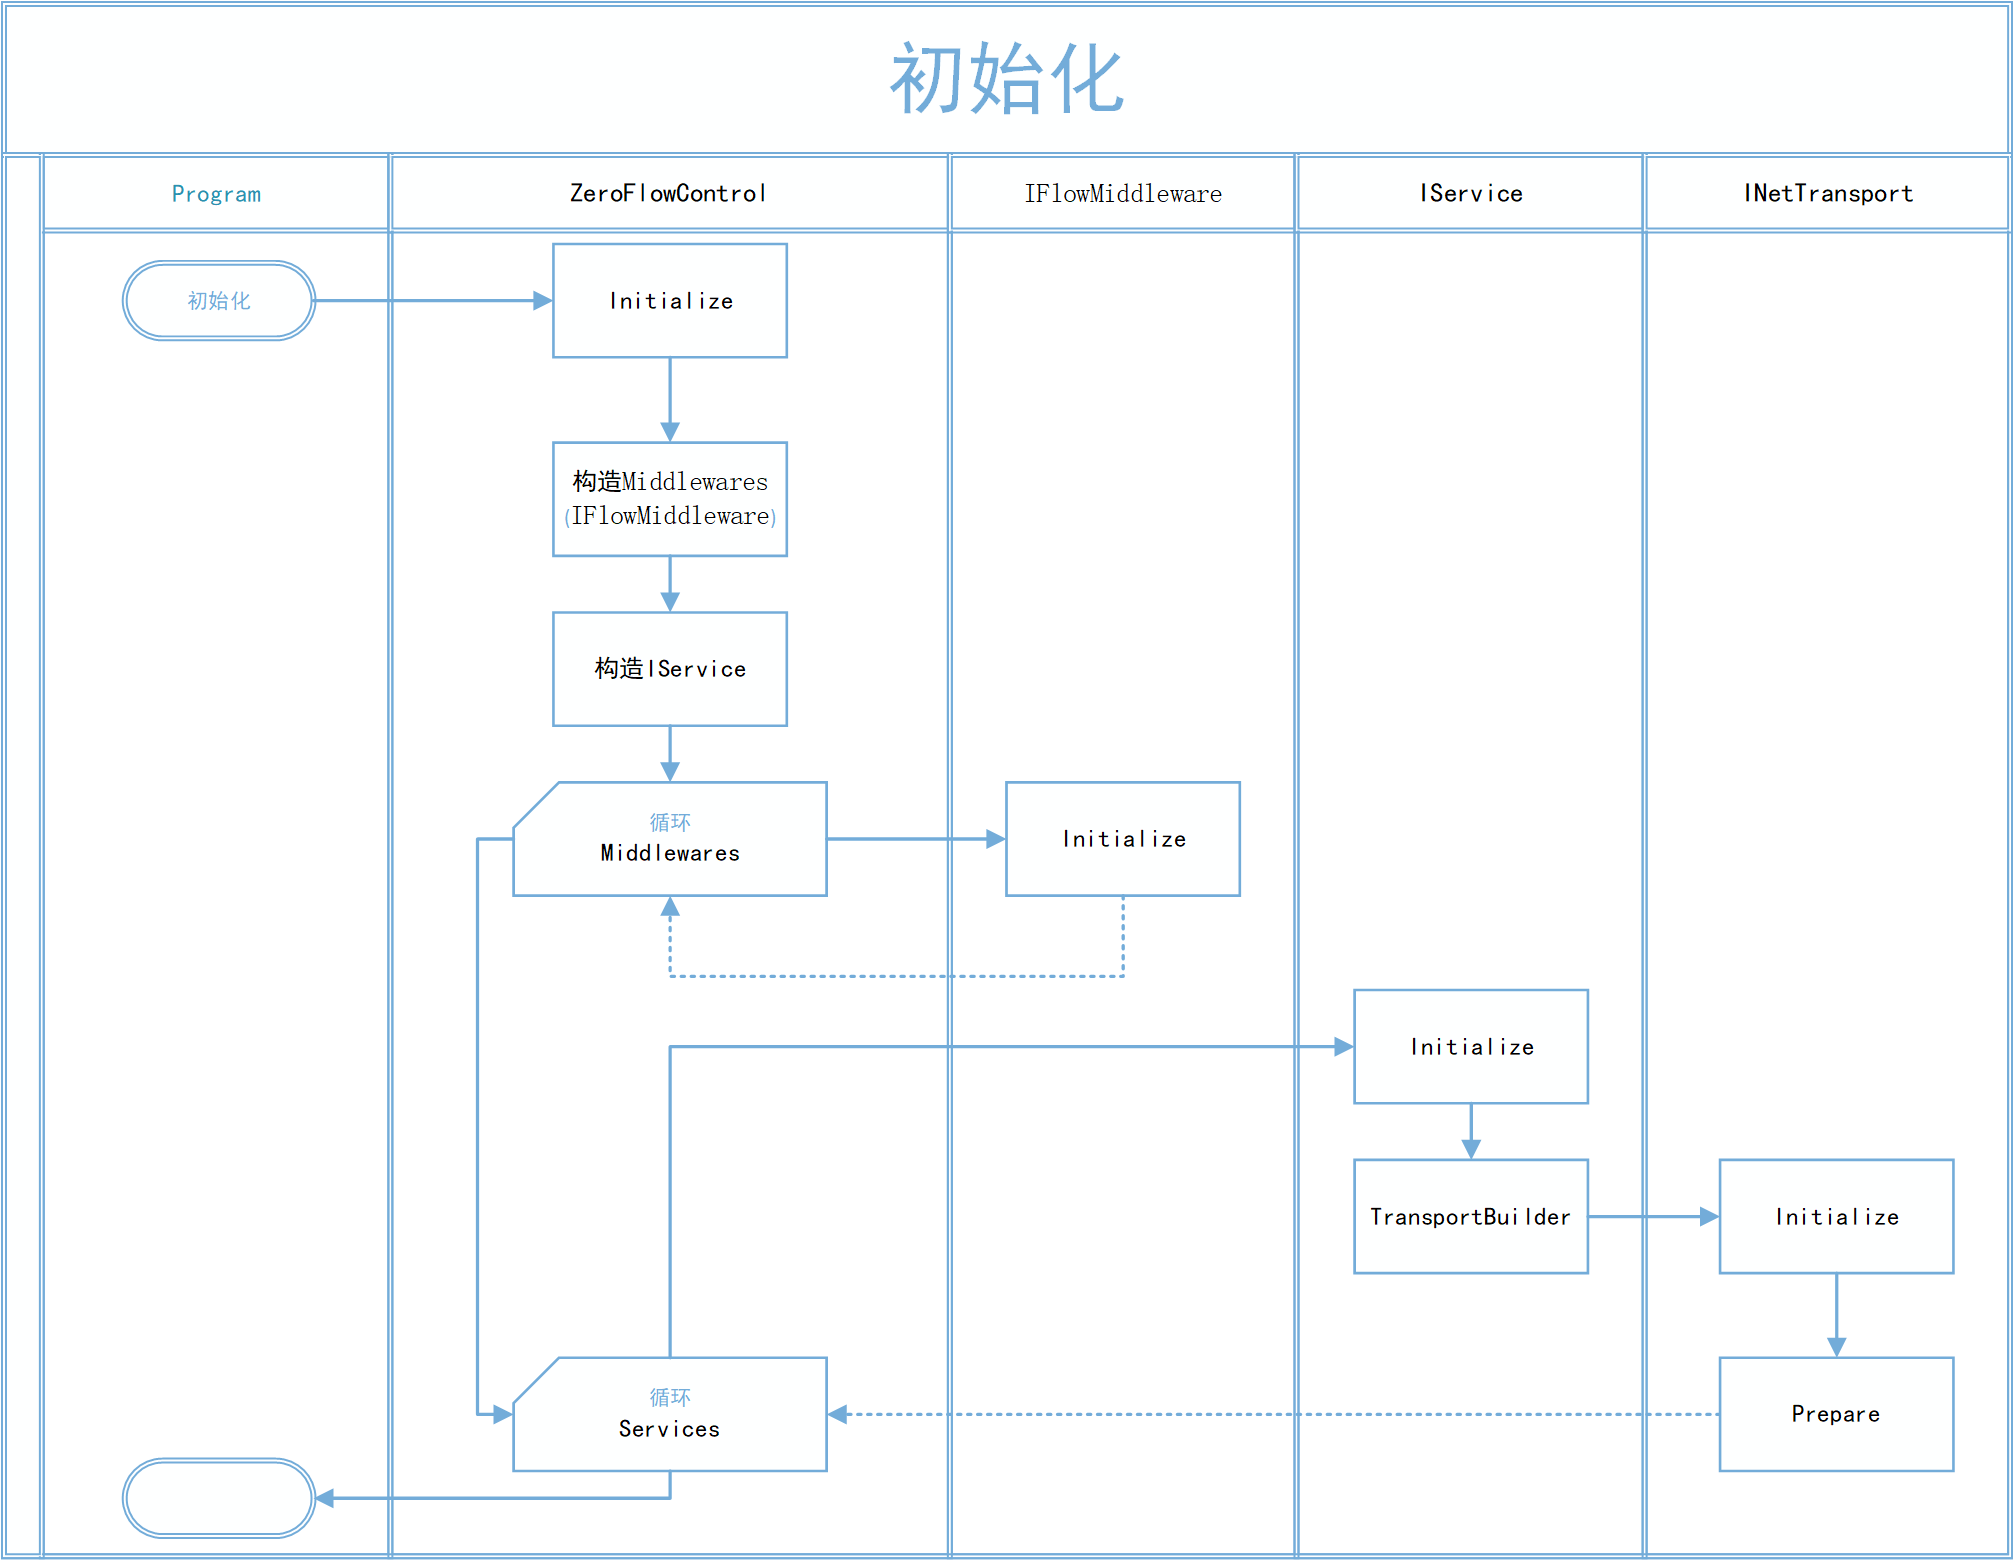 初始化
Program
ZeroFlowControl
IFlowMiddleware
IService
INetTransport
初始化
Initialize
构造Middlewares
(IFlowMiddleware)
构造IService
循环
Middlewares
Initialize
Initialize
TransportBuilder
Initialize
循环
Services
Prepare